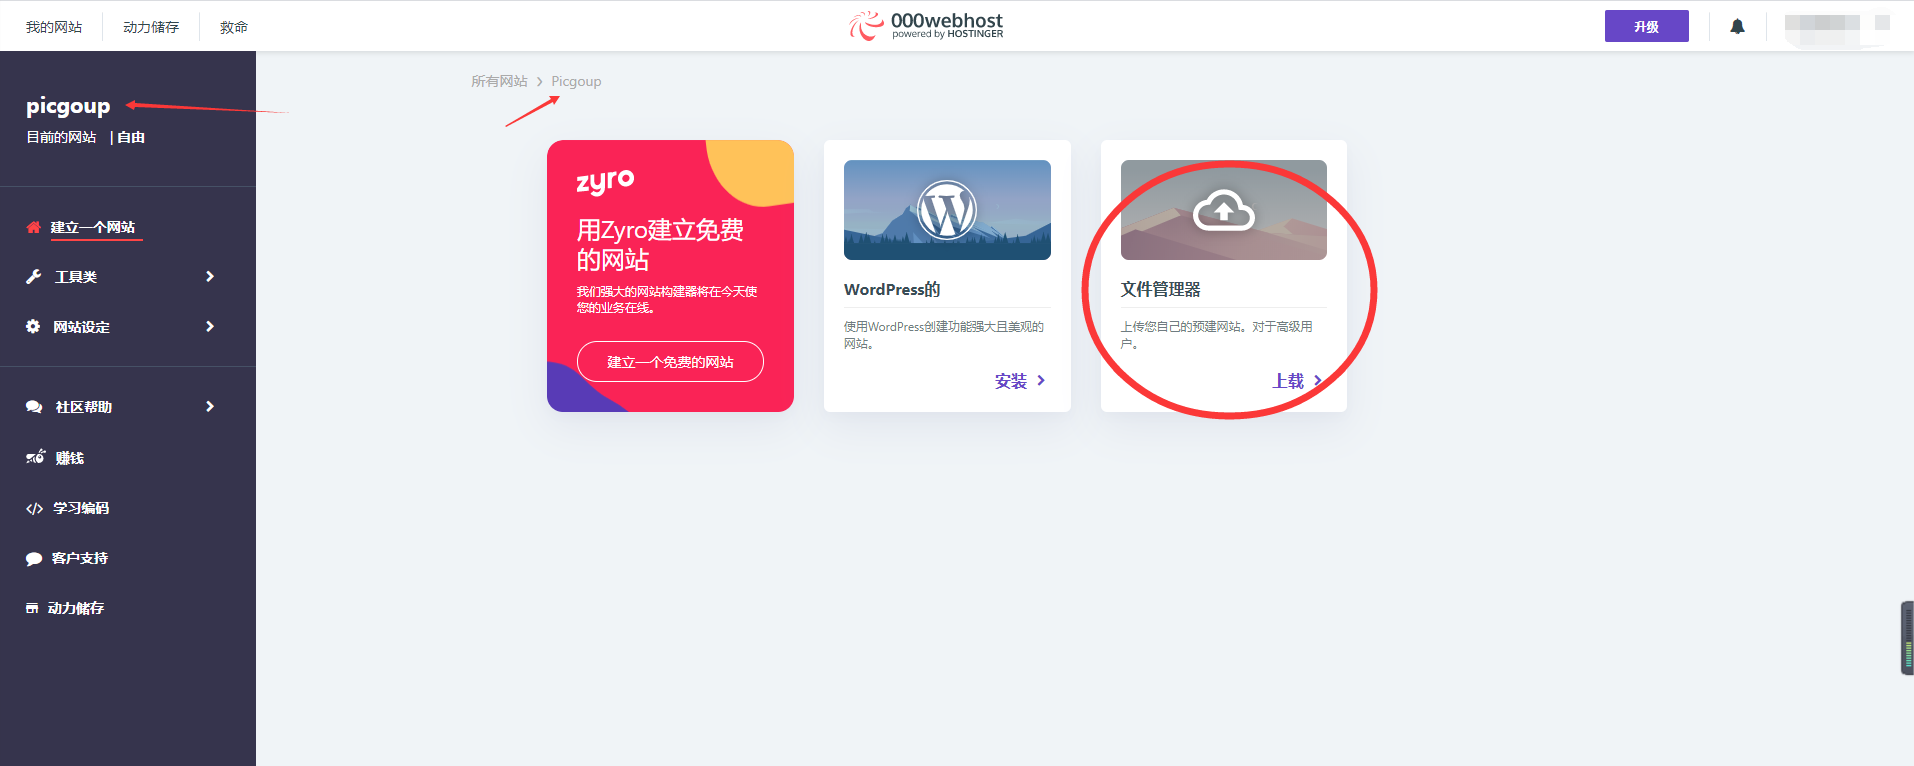 我的网站
动力储存
救命
000webhost
powered by HOSTINGER
升级
picgoup
目前的网站 | 自由
建立一个网站
工具类
网站设定
社区帮助
赚钱
学习编码
客户支持
动力储存
所有网站 > Picgoup
zyro
用Zyro建立免费
的网站
我们强大的网站构建器将在今天使
您的业务在线。
建立一个免费的网站
WordPress的
使用WordPress创建功能强大且美观的
网站。
安装
文件管理器
上传您自己的预建网站。对于高级用
户。
上载